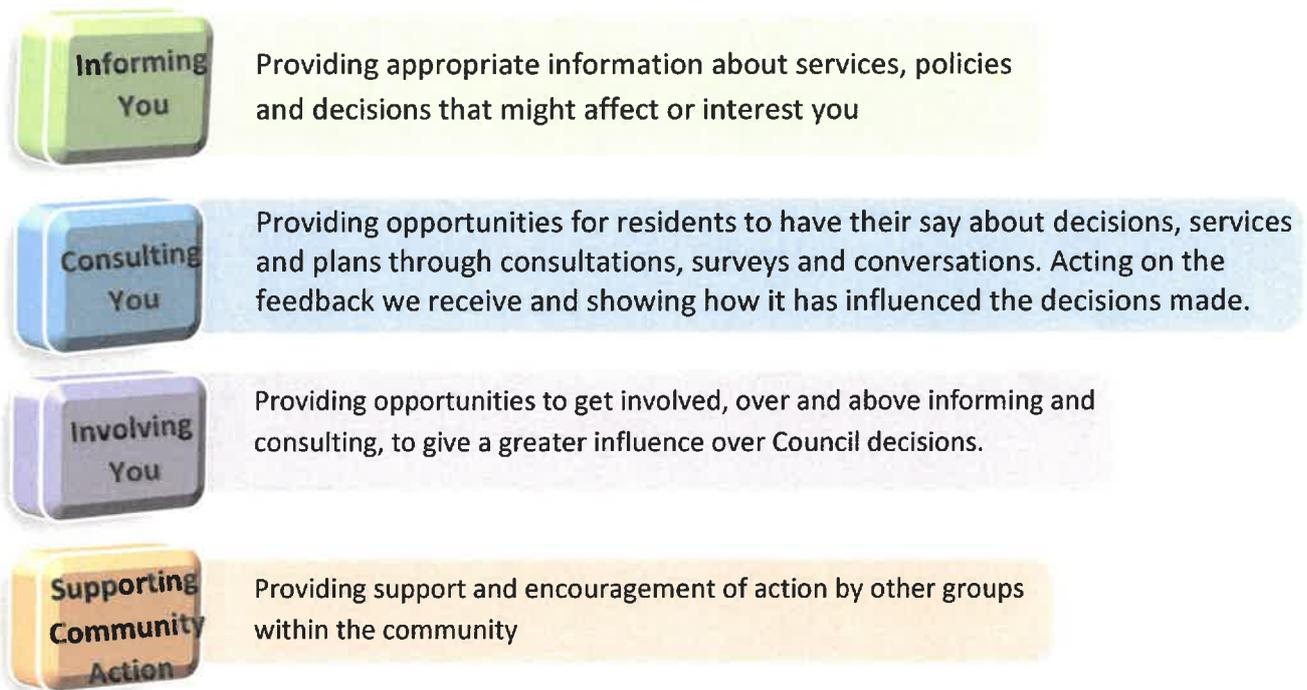 Informing
You
Providing appropriate information about services, policies
and decisions that might affect or interest you
Consulting
You
Providing opportunities for residents to have their say about decisions, services
and plans through consultations, surveys and conversations. Acting on the
feedback we receive and showing how it has influenced the decisions made.
Involving
You
Providing opportunities to get involved, over and above informing and
consulting, to give a greater influence over Council decisions.
Supporting
Community
Action
Providing support and encouragement of action by other groups
within the community